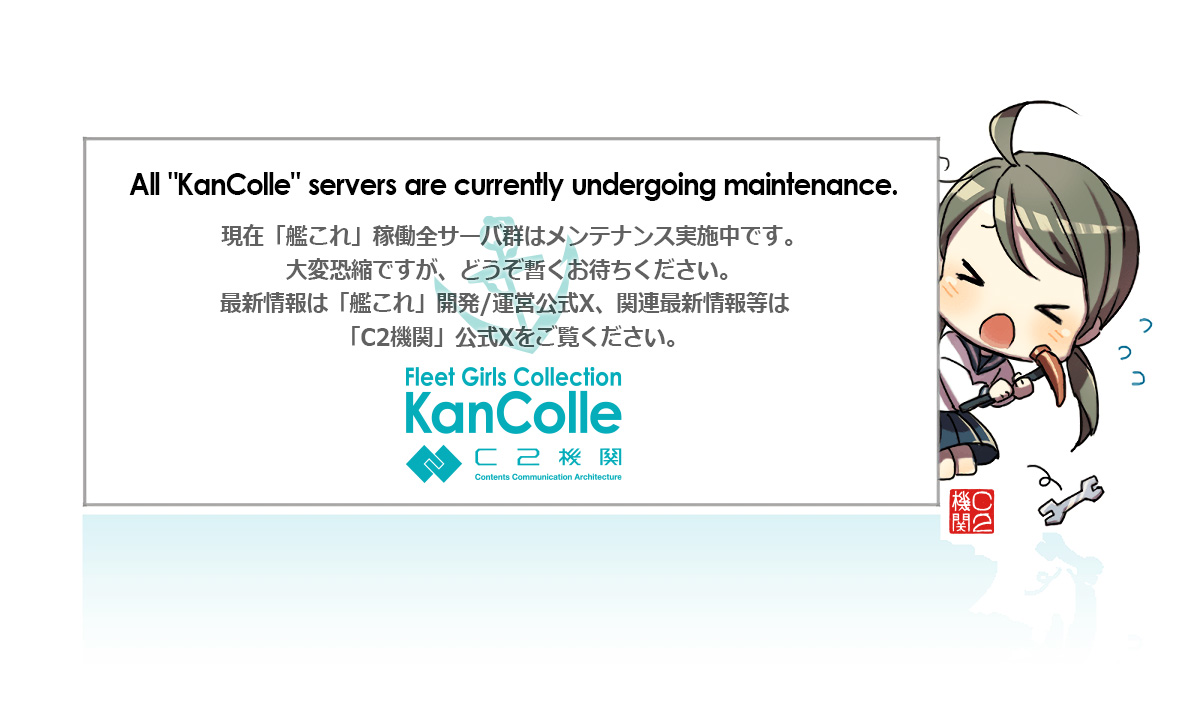 All "KanColle" servers are currently undergoing maintenance.
現在「艦これ」稼働全サーバ群はメンテナンス実施中です。
大変恐縮ですが、どうぞ暫くお待ちください。
最新情報は「艦これ」開発/運営公式X、関連最新情報等は
「C2機関」公式Xをご覧ください。
Fleet Girls Collection
KanColle
C2機関
Contents Communication Architecture
C2機関